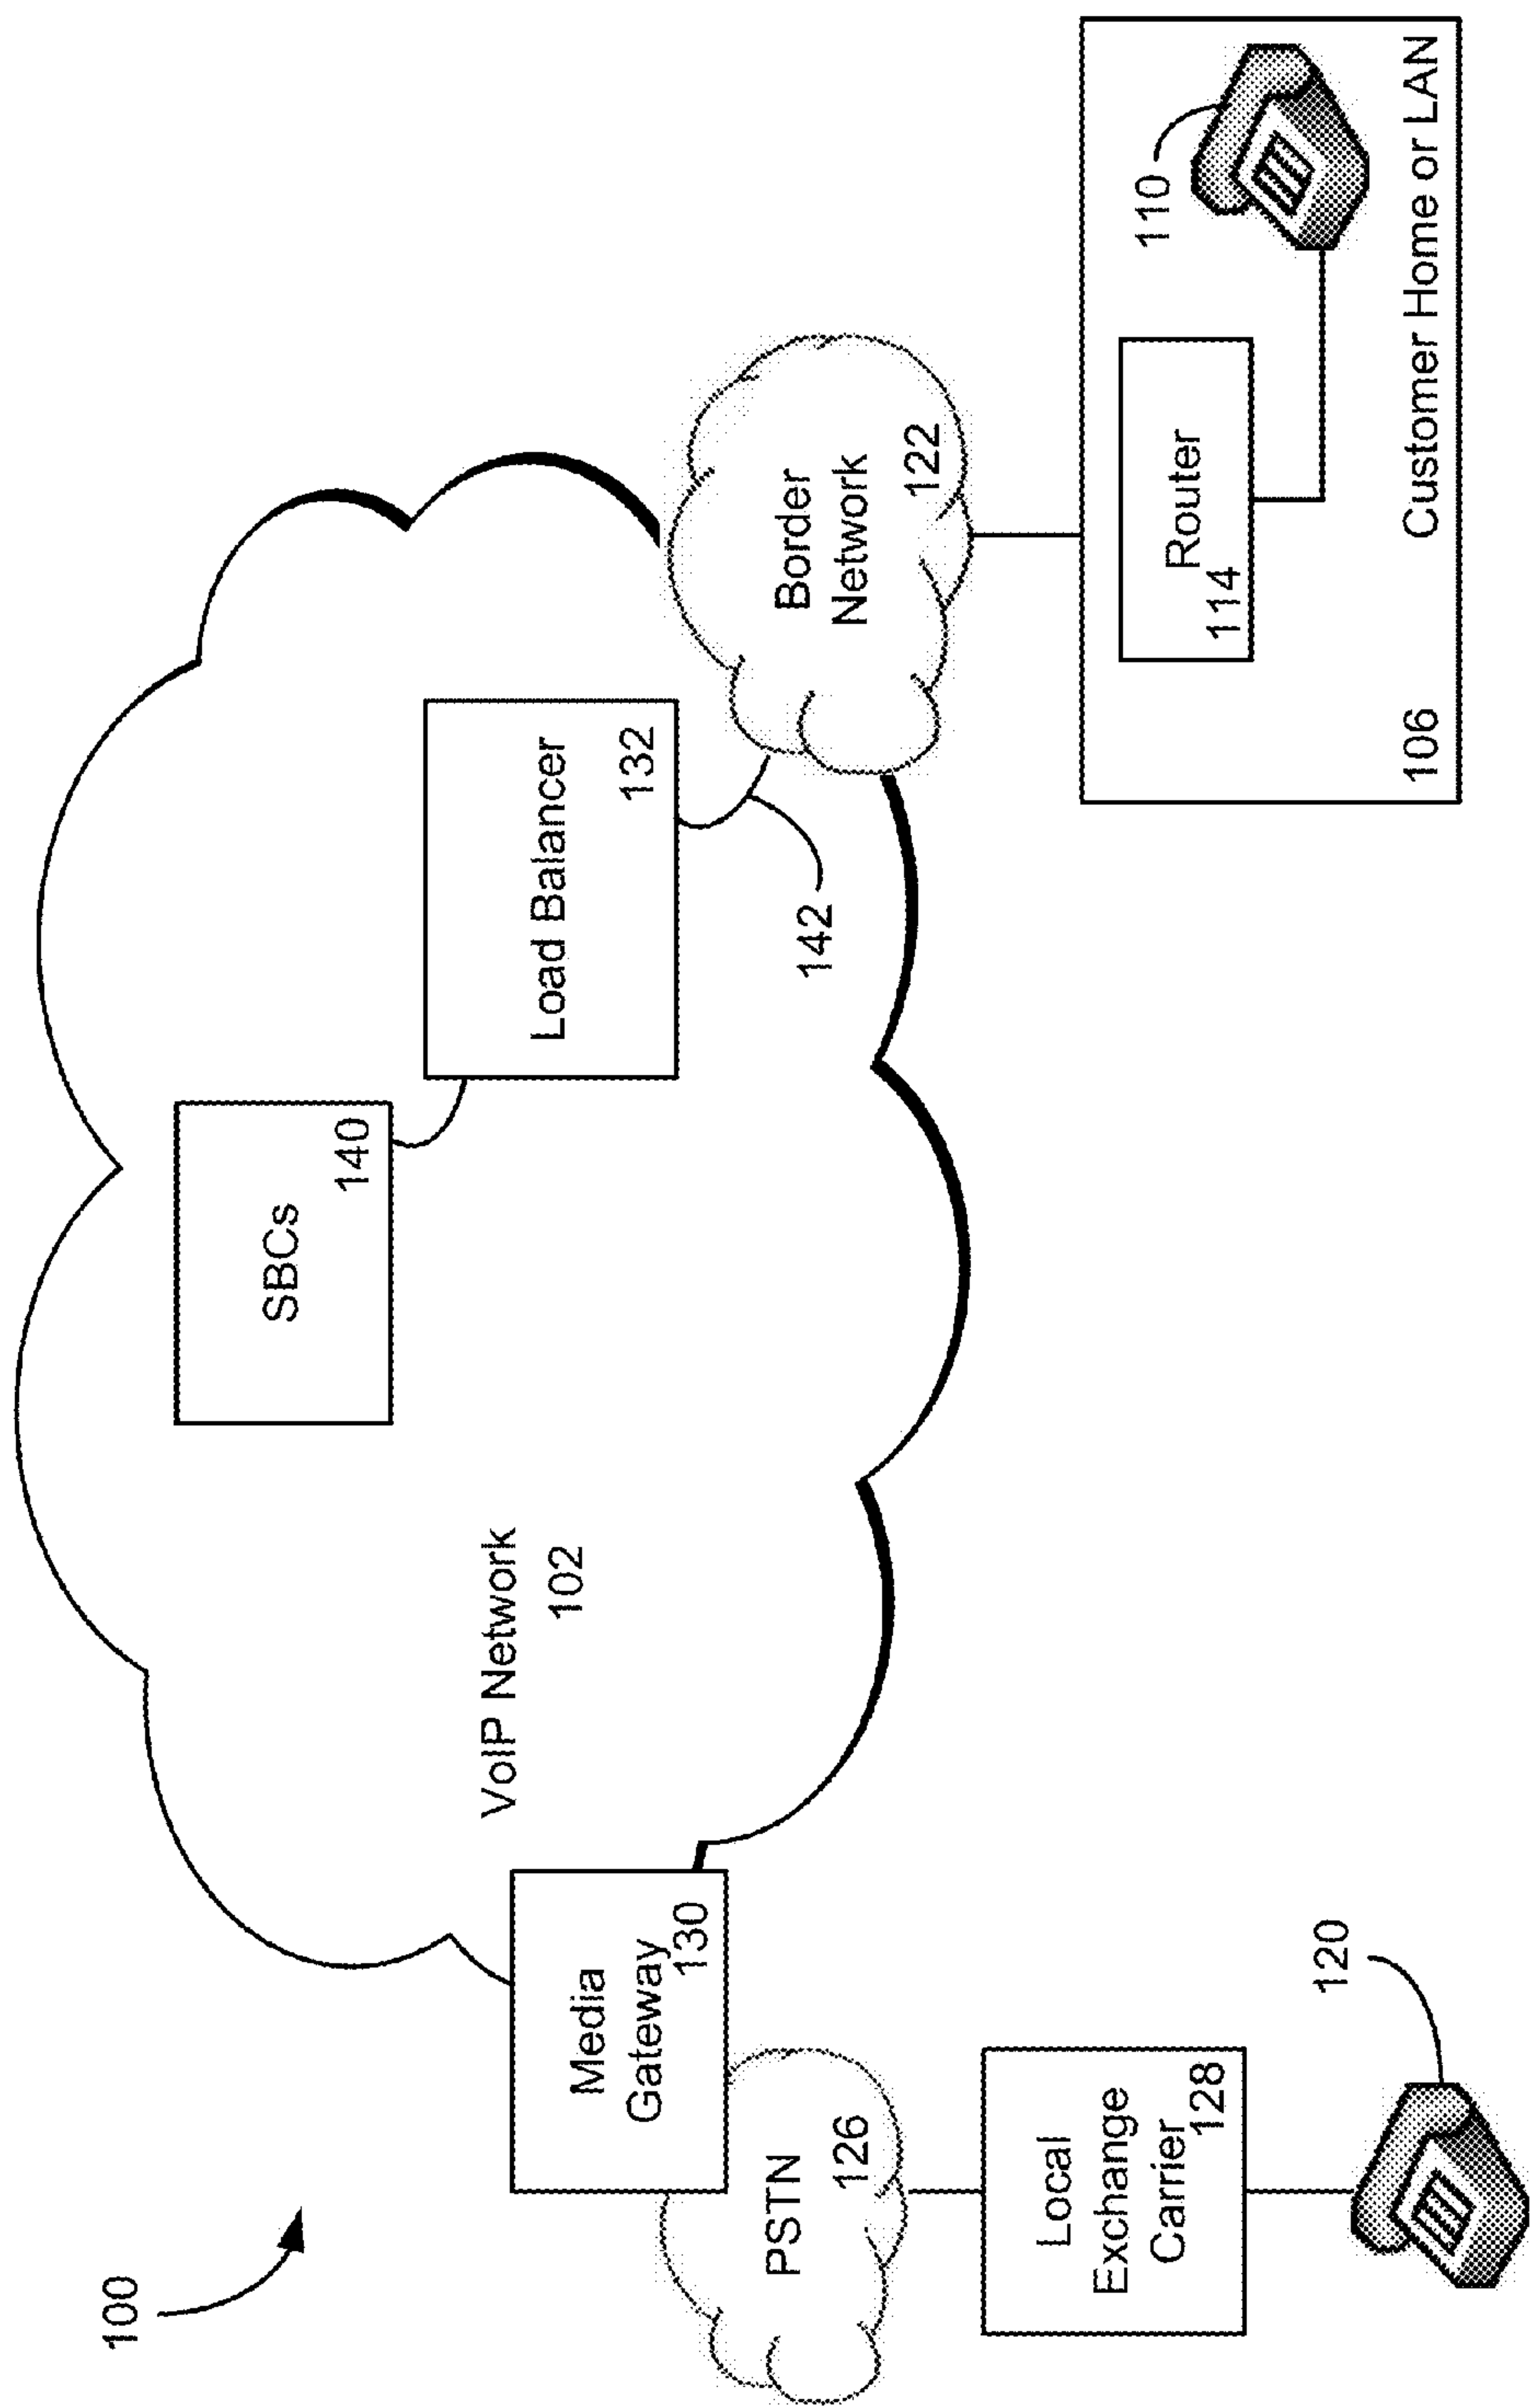 100
SBCs
140
Load Balancer
132
VoIP Network
102
142
Media
Gateway
130
Border
Network
122
PSTN
126
Local
Exchange
Carrier
128
120
110
Router
114
106
Customer Home or LAN